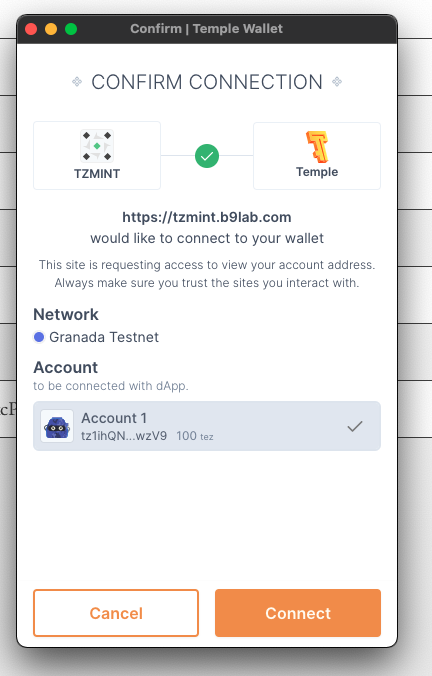 Confirm | Temple Wallet
CONFIRM CONNECTION
TZMINT
Temple
https://tzmint.b9lab.com
would like to connect to your wallet
This site is requesting access to view your account address.
Always make sure you trust the sites you interact with.
Network
Granada Testnet
Account
to be connected with dApp.
Account 1
tz1ihQN...wzV9 100 tez
Cancel
Connect